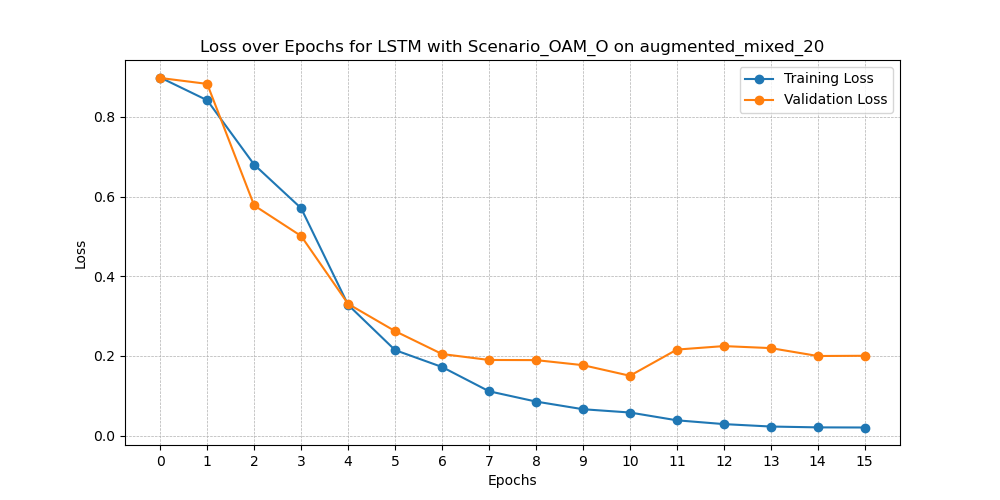 Loss over Epochs for LSTM with Scenario_OAM_O on augmented_mixed_20
Training Loss
Validation Loss
0.8
0.6
0.4
0.2
0.0
Loss
0 1 2 3 4 5 6 7 8 9 10 11 12 13 14 15
Epochs